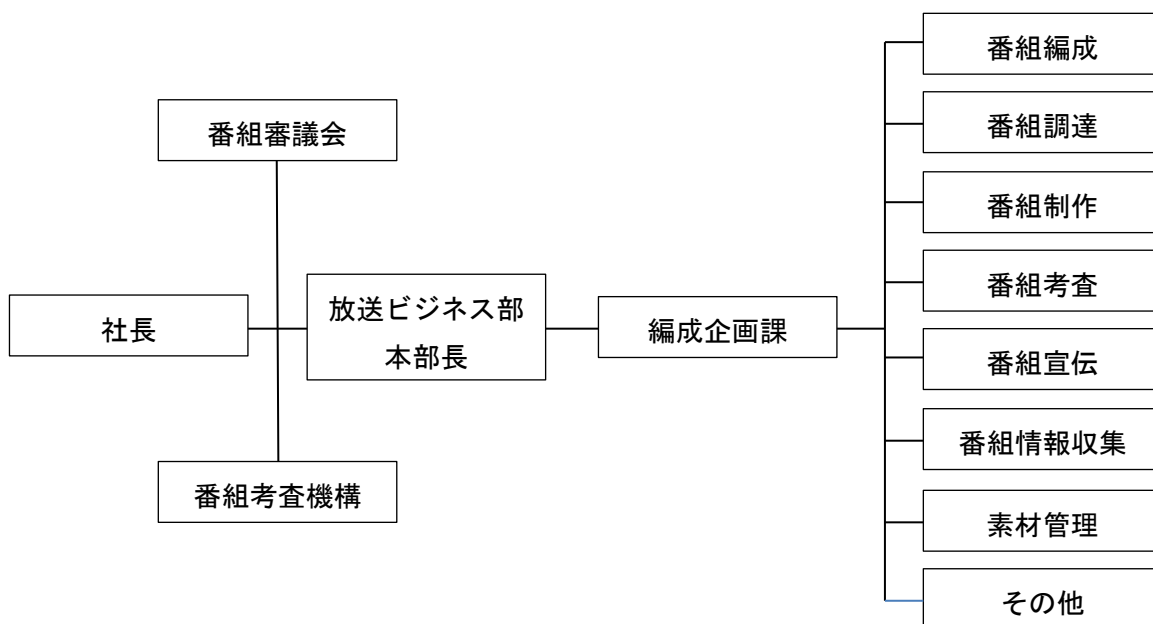 番組審議会
社長
放送ビジネス部
本部長
番組考査機構
編成企画課
番組編成
番組調達
番組制作
番組考査
番組宣伝
番組情報収集
素材管理
その他